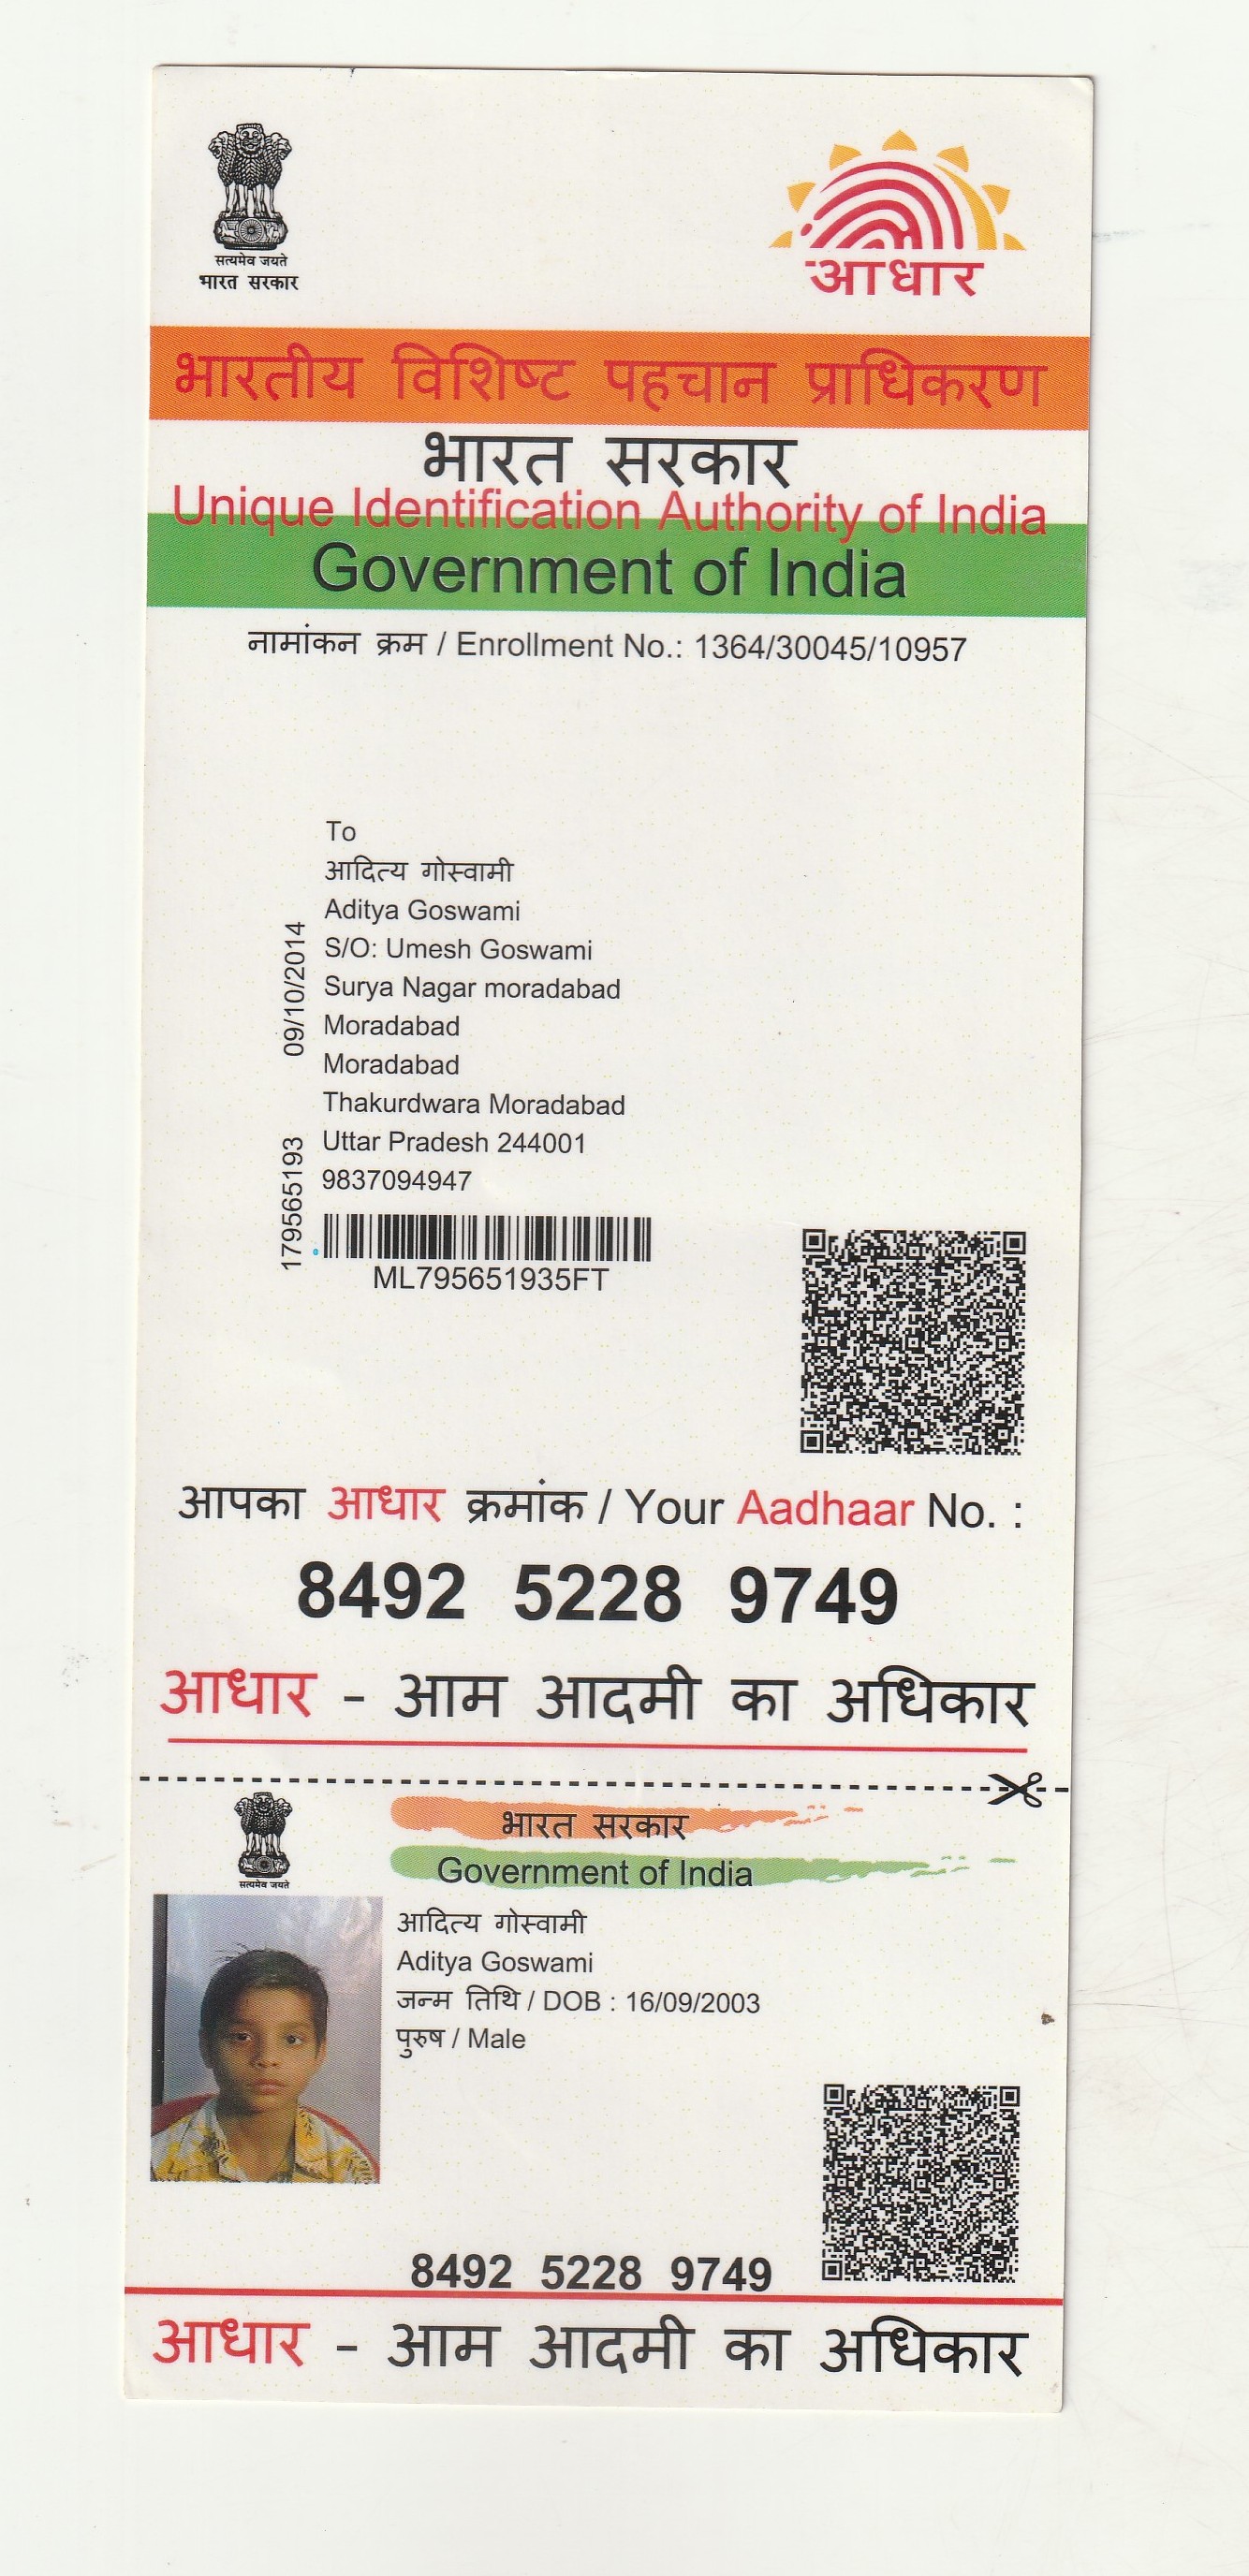 सत्यमेव जयते
भारत सरकार
आधार
भारतीय विशिष्ट पहचान प्राधिकरण
भारत सरकार
Unique Identification Authority of India
Government of India
नामांकन क्रम / Enrollment No.: 1364/30045/10957
To
आदित्य गोस्वामी
Aditya Goswami
S/O: Umesh Goswami
Surya Nagar moradabad
Moradabad
Moradabad
Thakurdwara Moradabad
Uttar Pradesh 244001
9837094947
09/10/2014
179565193
ML795651935FT
आपका आधार क्रमांक / Your Aadhaar No. :
8492 5228 9749
आधार - आम आदमी का अधिकार
सत्यमेव जयते
भारत सरकार
Government of India
आदित्य गोस्वामी
Aditya Goswami
जन्म तिथि / DOB : 16/09/2003
पुरुष / Male
8492 5228 9749
आधार - आम आदमी का अधिकार